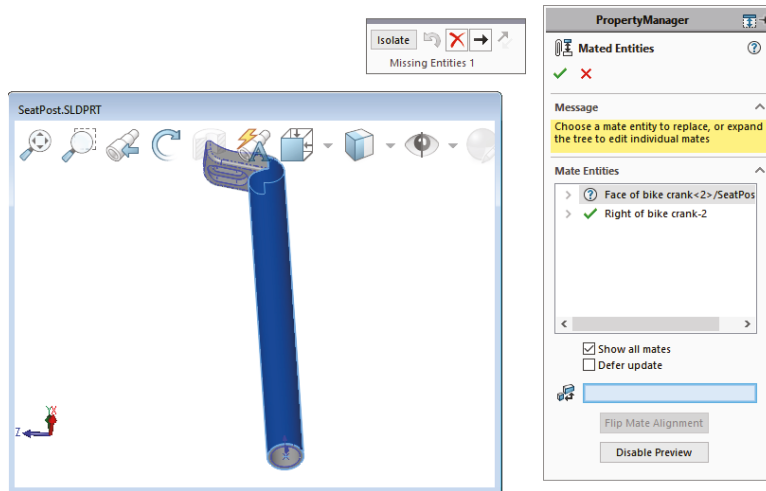 Isolate
Missing Entities 1
SeatPost.SLDPRT
Y
X
Z
PropertyManager
Mated Entities
Message
Choose a mate entity to replace, or expand
the tree to edit individual mates
Mate Entities
Face of bike crank<2>/SeatPos
Right of bike crank-2
Show all mates
Defer update
Flip Mate Alignment
Disable Preview